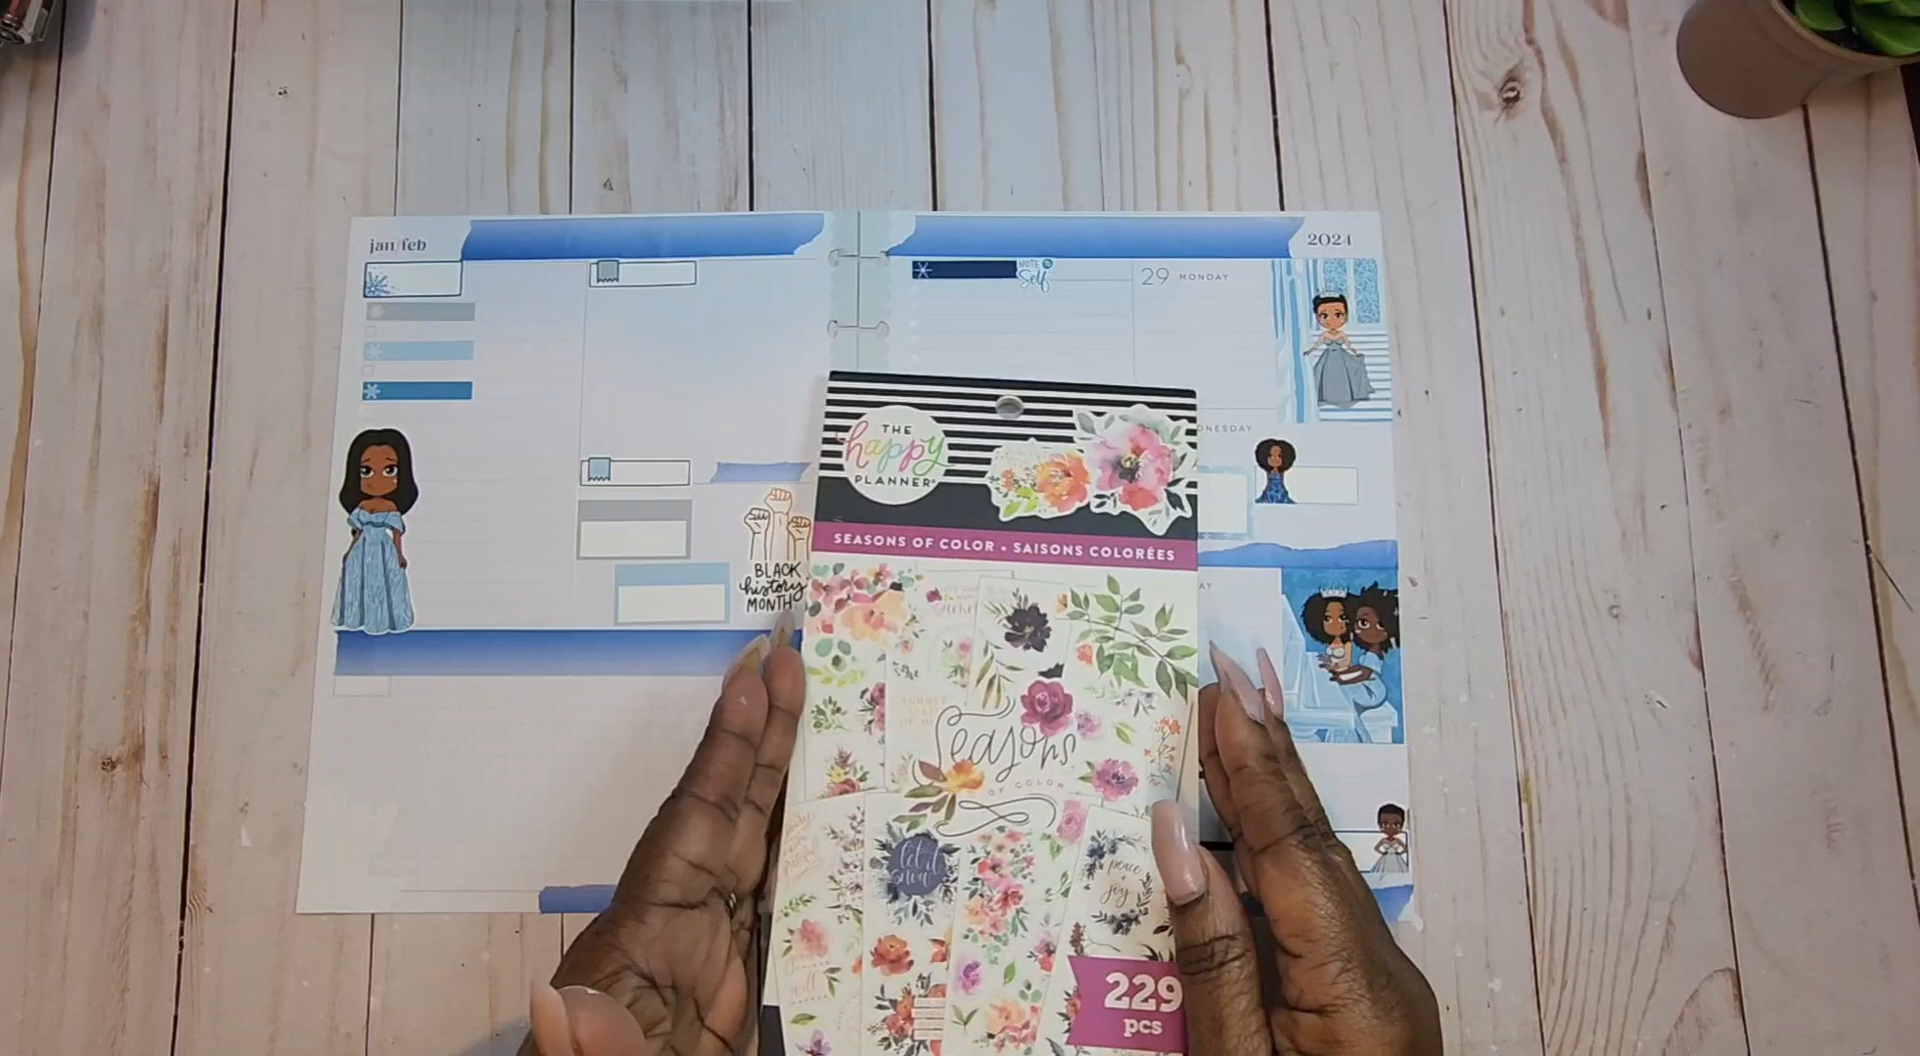 jan/feb
2024
NOTE TO
Self
29 MONDAY
BLACK
history
MONTH
THE
happy
PLANNER®
SEASONS OF COLOR • SAISONS COLORÉES
Seasons
OF COLOR
let it
snow
peace +
joy
229
pcs